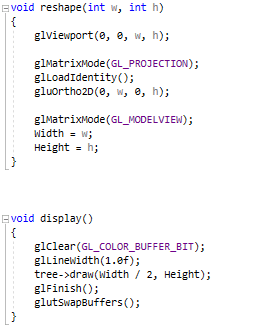 void reshape(int w, int h)
{
glViewport(0, 0, w, h);
glMatrixMode(GL_PROJECTION);
glLoadIdentity();
gluOrtho2D(0, w, 0, h);
glMatrixMode(GL_MODELVIEW);
Width = w;
Height = h;
}
void display()
{
glClear(GL_COLOR_BUFFER_BIT);
glLineWidth(1.0f);
tree->draw(Width / 2, Height);
glFinish();
glutSwapBuffers();
}